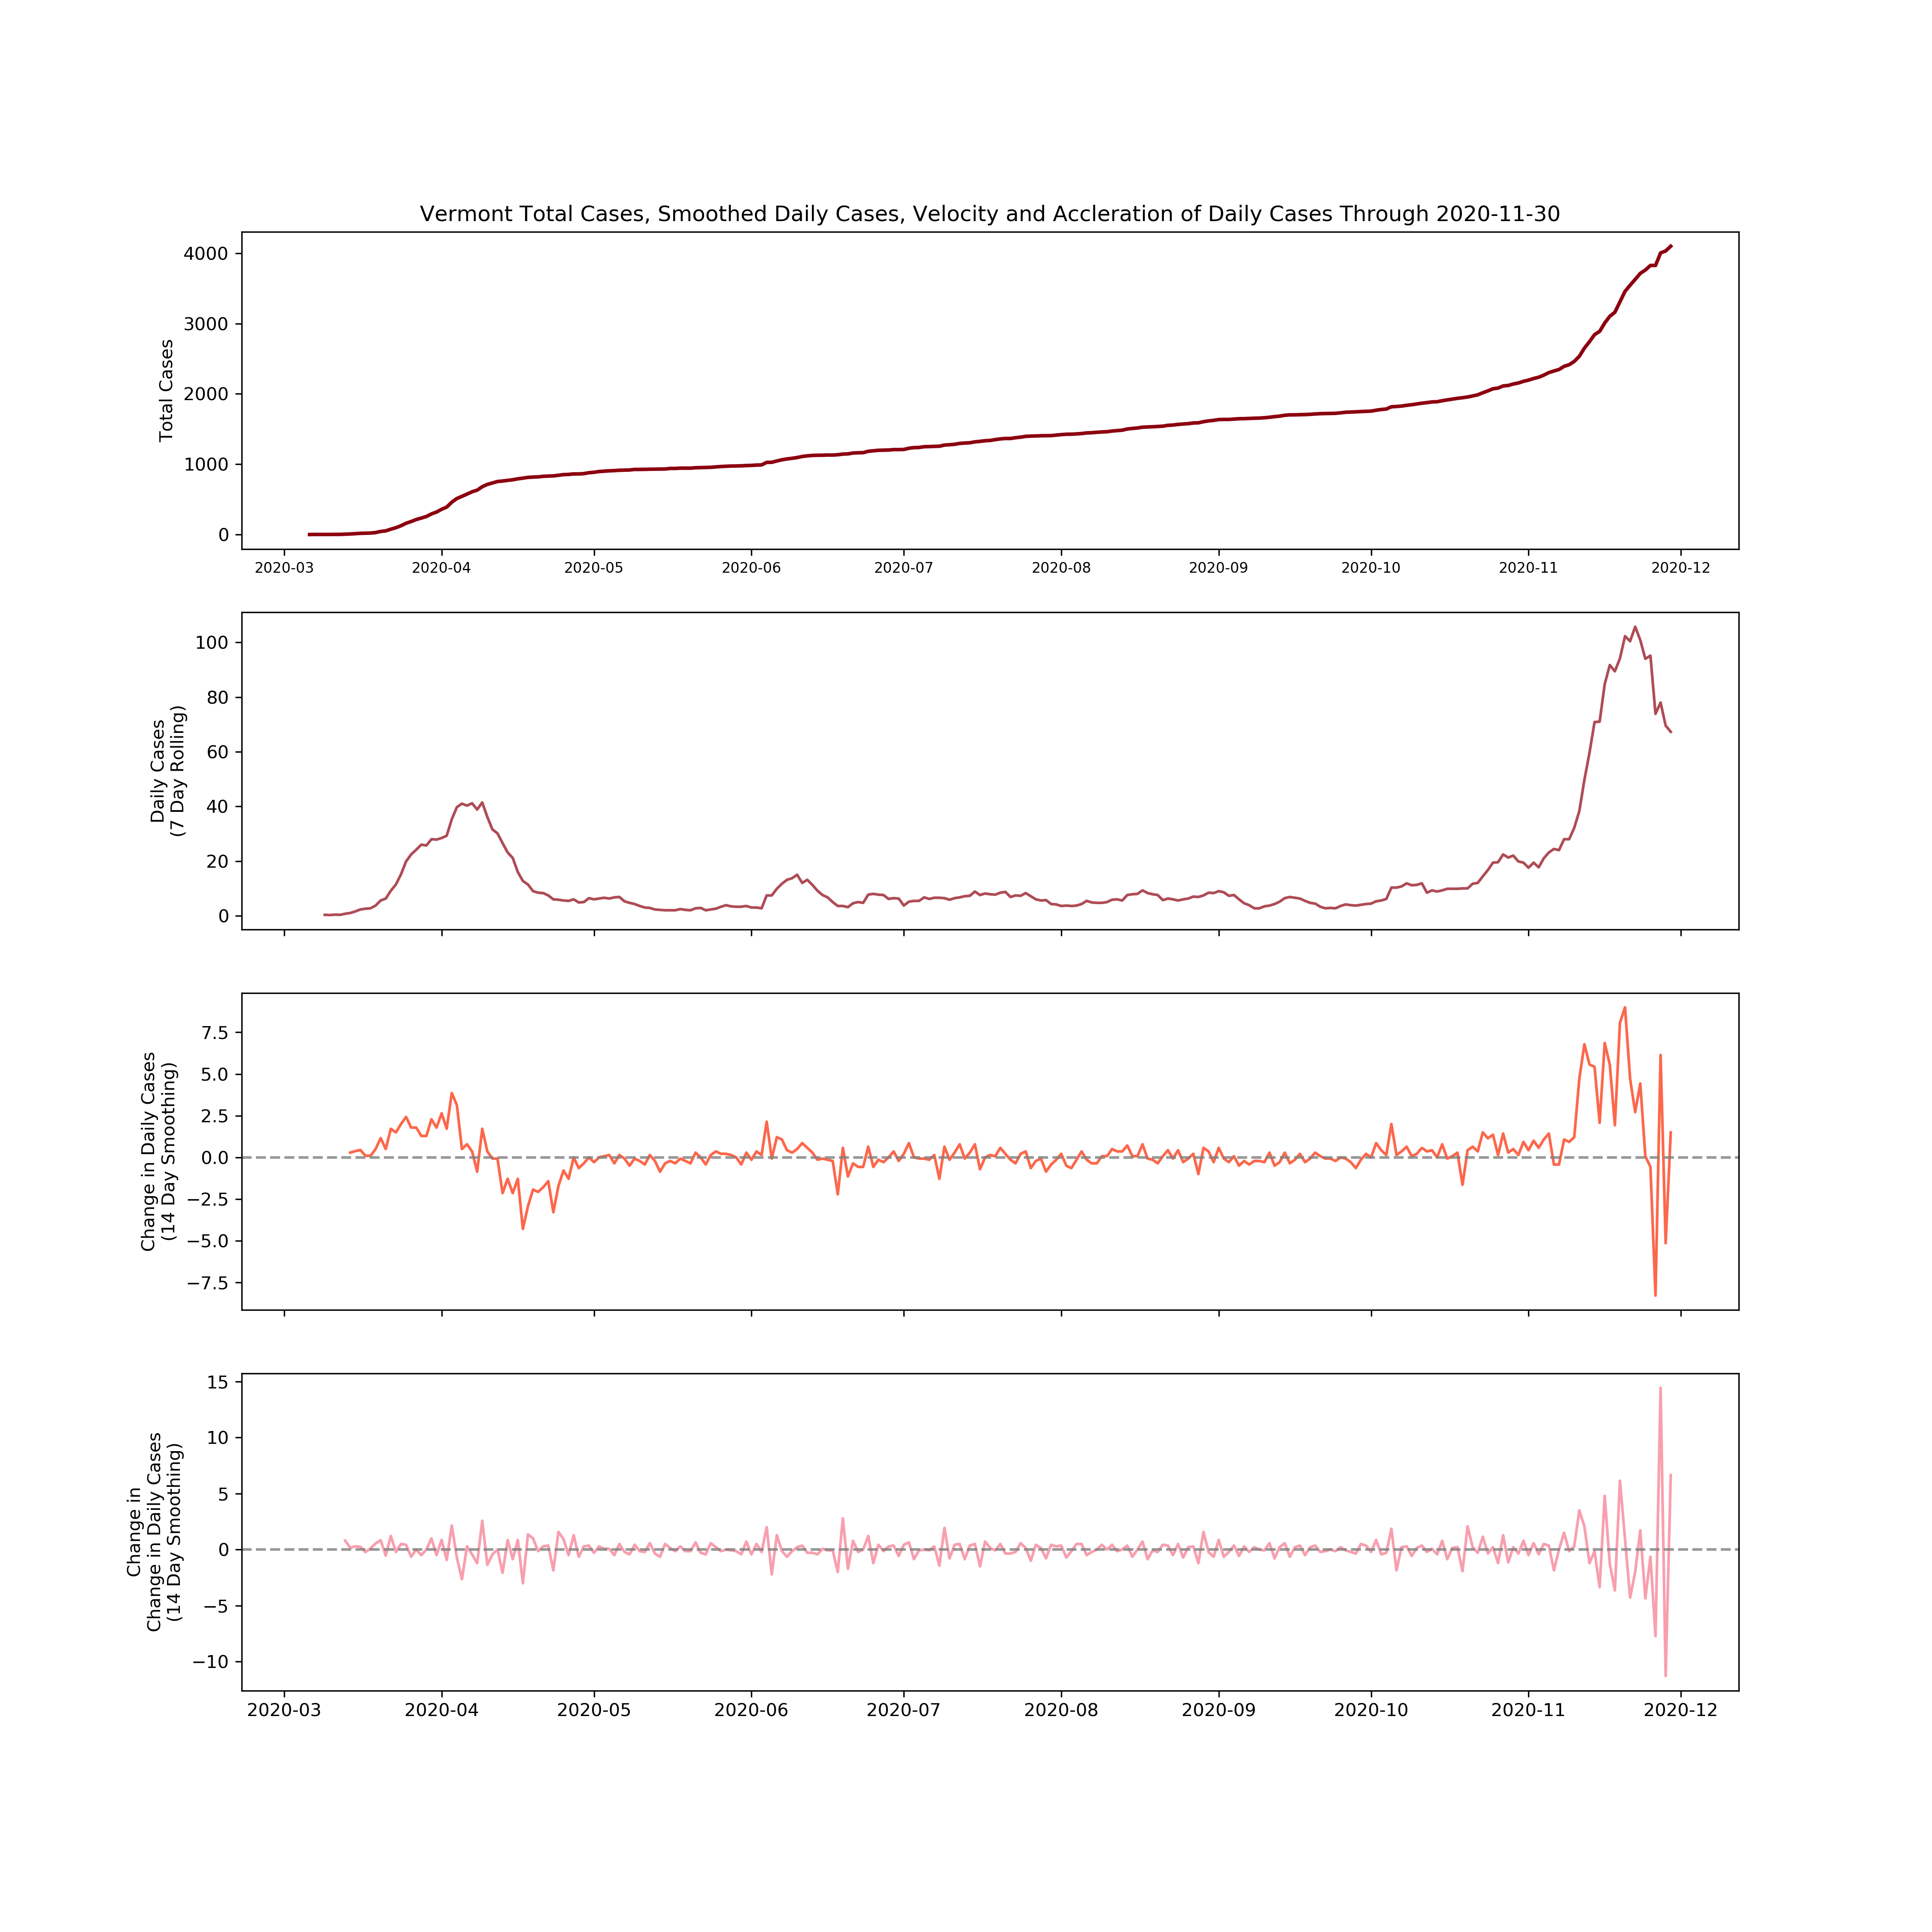 Vermont Total Cases, Smoothed Daily Cases, Velocity and Accleration of Daily Cases Through 2020-11-30
Total Cases
4000
3000
2000
1000
0
2020-03 2020-04 2020-05 2020-06 2020-07 2020-08 2020-09 2020-10 2020-11 2020-12
Daily Cases
(7 Day Rolling)
100
80
60
40
20
0
Change in Daily Cases
(14 Day Smoothing)
7.5
5.0
2.5
0.0
−2.5
−5.0
−7.5
Change in
Change in Daily Cases
(14 Day Smoothing)
15
10
5
0
−5
−10
2020-03 2020-04 2020-05 2020-06 2020-07 2020-08 2020-09 2020-10 2020-11 2020-12